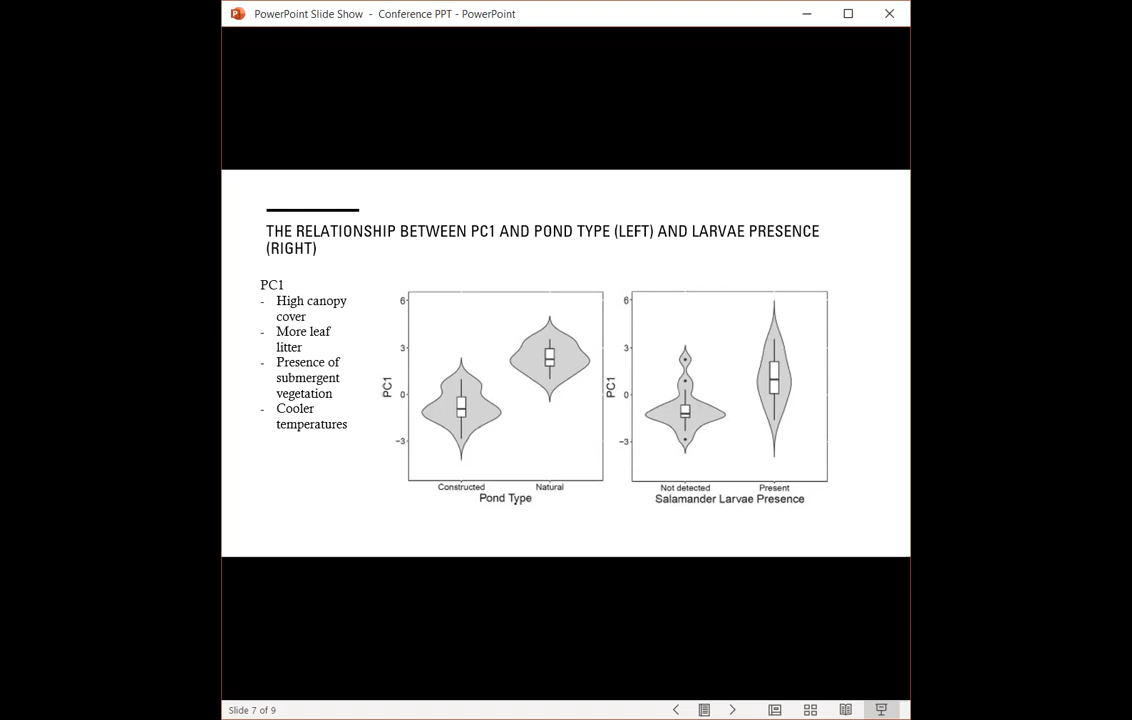 PowerPoint Slide Show - Conference PPT - PowerPoint
THE RELATIONSHIP BETWEEN PC1 AND POND TYPE (LEFT) AND LARVAE PRESENCE
(RIGHT)
PC1
- High canopy
cover
- More leaf
litter
- Presence of
submergent
vegetation
- Cooler
temperatures
6
3
0
−3
PC1
Constructed
Natural
Pond Type
6
3
0
−3
PC1
Not detected
Present
Salamander Larvae Presence
Slide 7 of 9